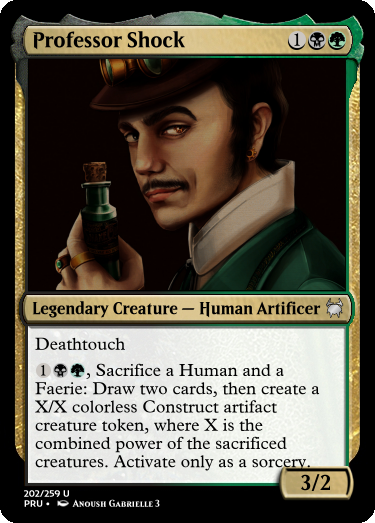 Professor Shock 1
Legendary Creature — Human Artificer
Deathtouch
1, Sacrifice a Human and a
Faerie: Draw two cards, then create a
X/X colorless Construct artifact
creature token, where X is the
combined power of the sacrificed
creatures. Activate only as a sorcery.
3/2
202/259 U
PRU • Anoush Gabrielle 3